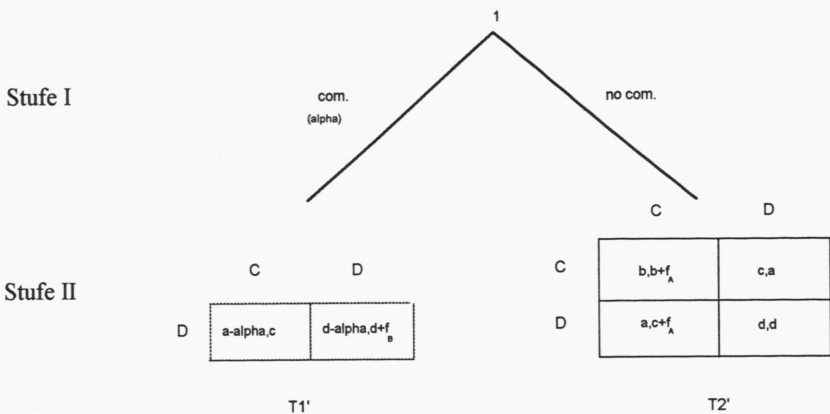 1
Stufe I
com.
(alpha)
no com.
C D
C b,b+f_A c,a
D a,c+f_A d,d
Stufe II
C D
D a-alpha,c d-alpha,d+f_B
T1' T2'